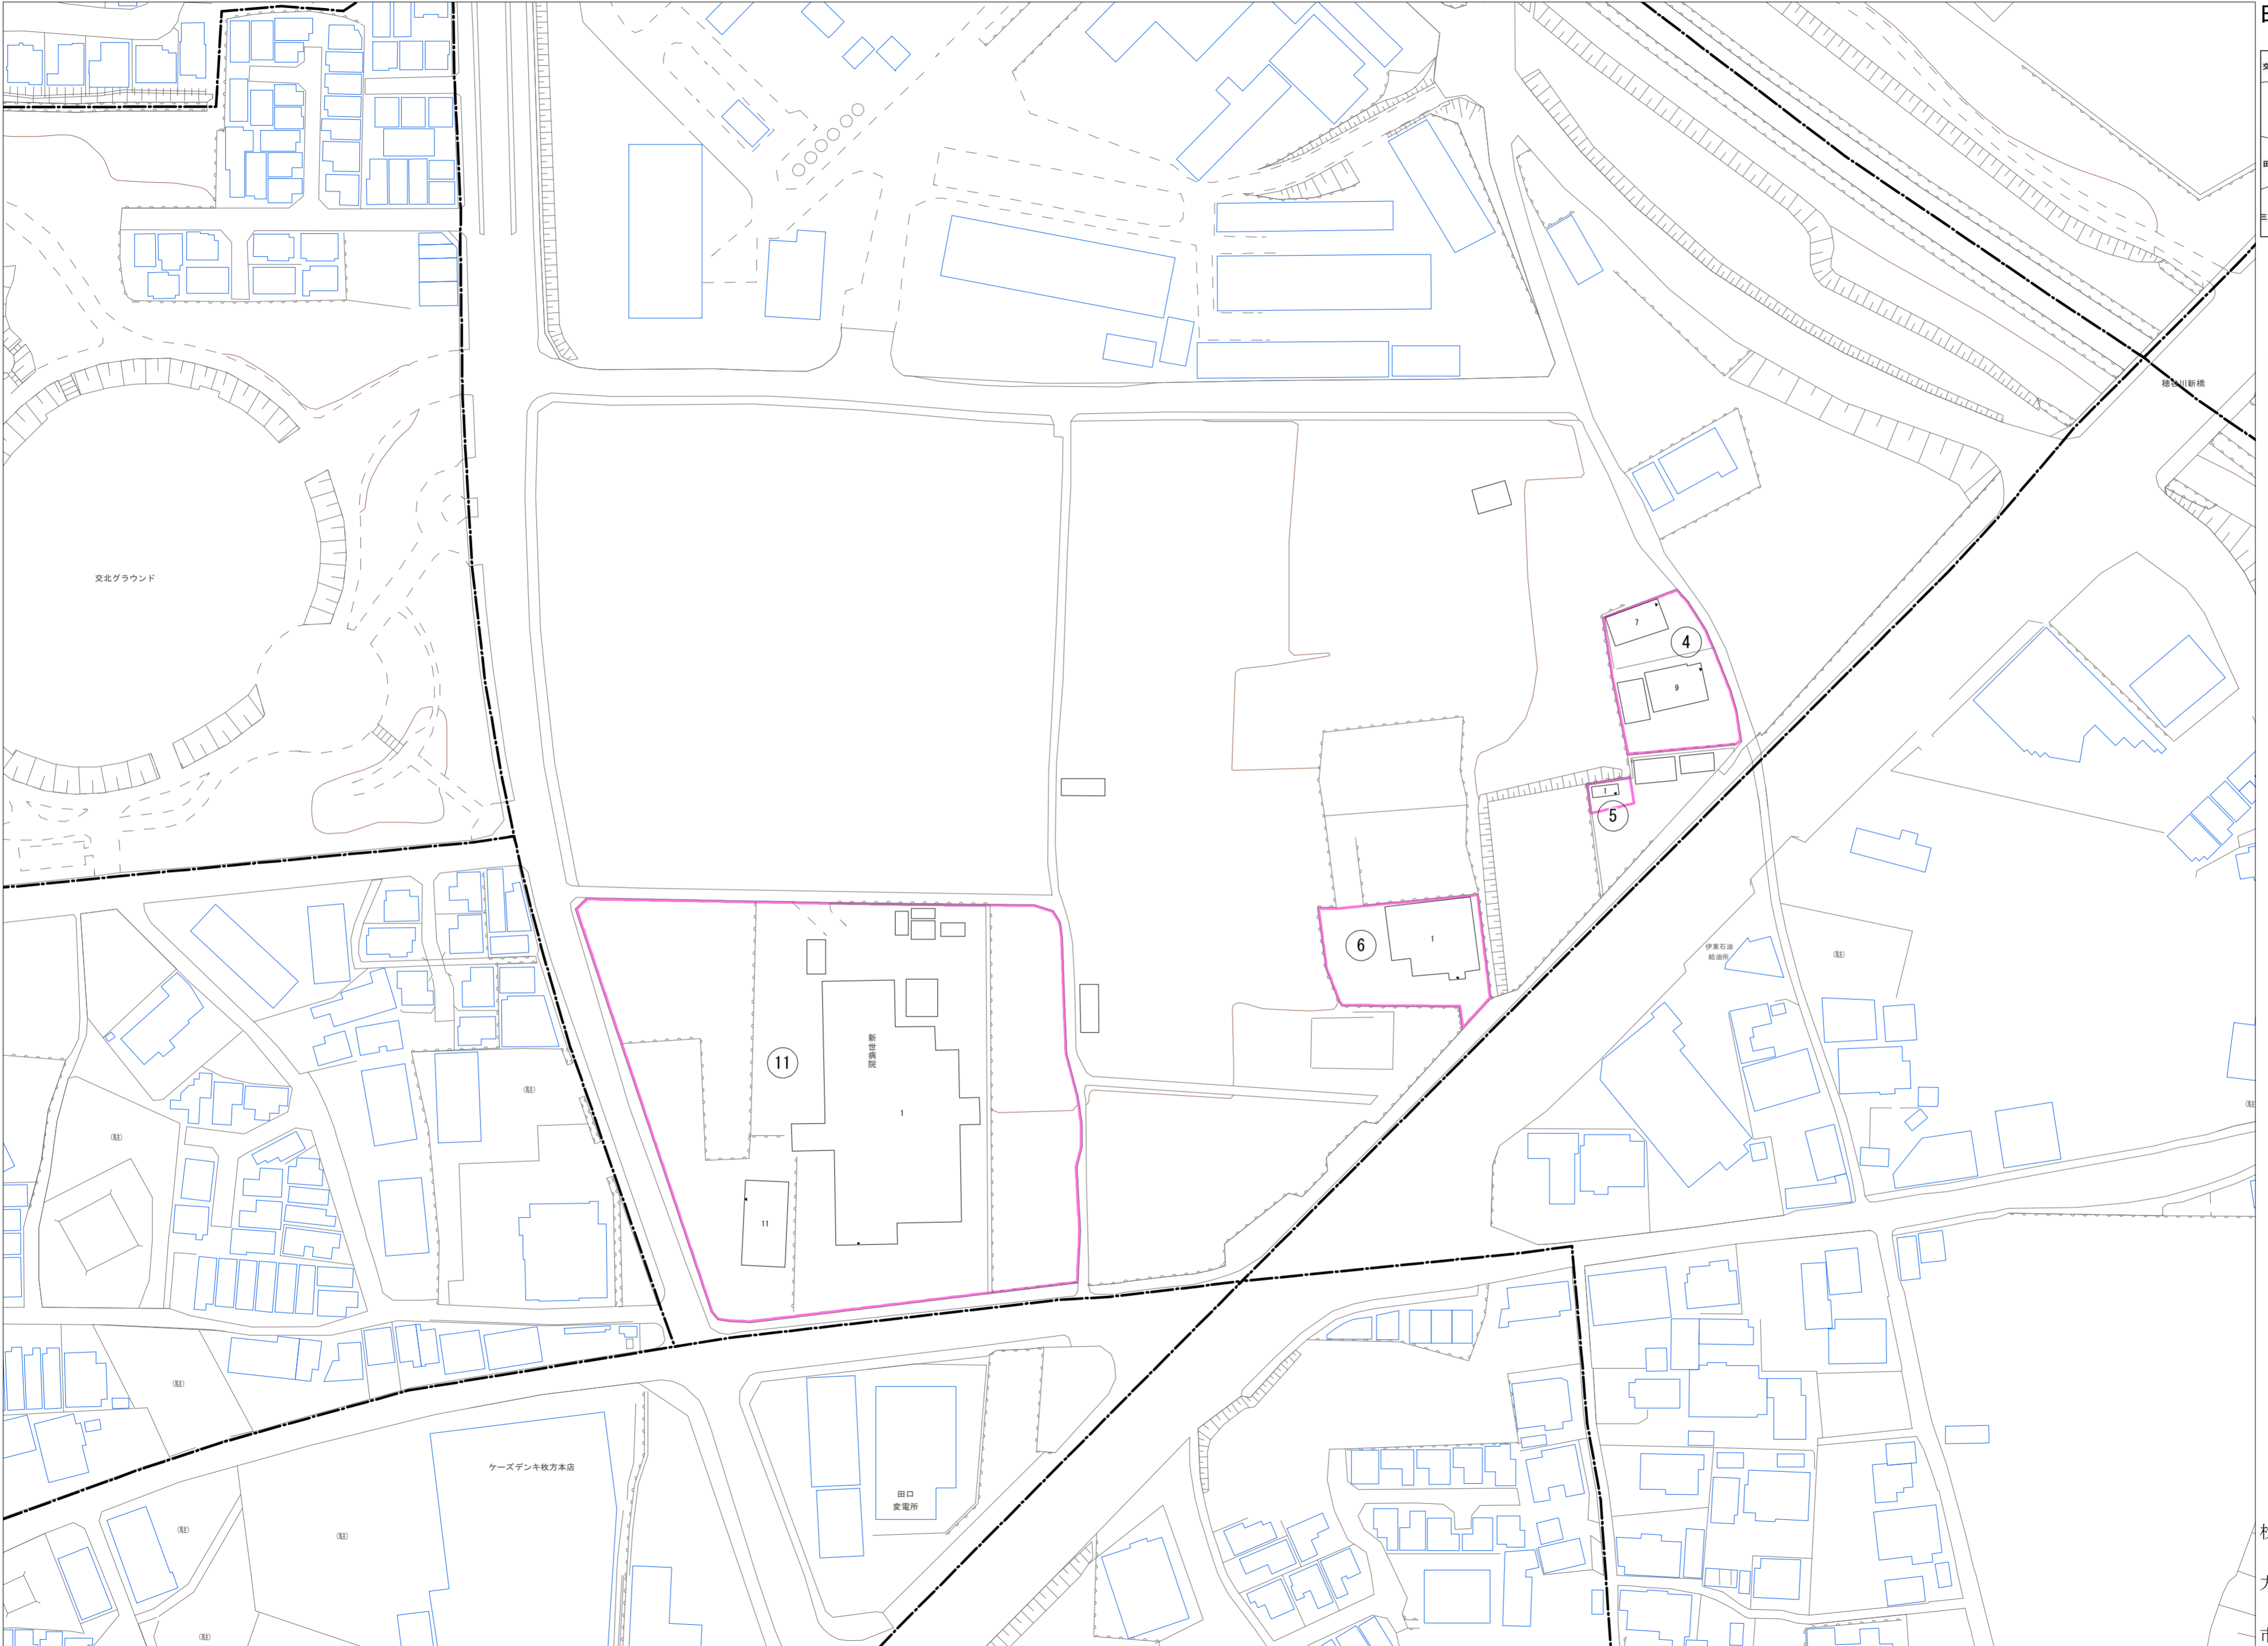 穂谷川新橋
交北グラウンド
7
4
9
1
5
6
1
伊東石油
給油所
(駐)
新世病院
11
1
(駐)
(駐)
(駐)
11
(駐)
ケーズデンキ枚方本店
田口
変電所
(駐)
(駐)
(駐)